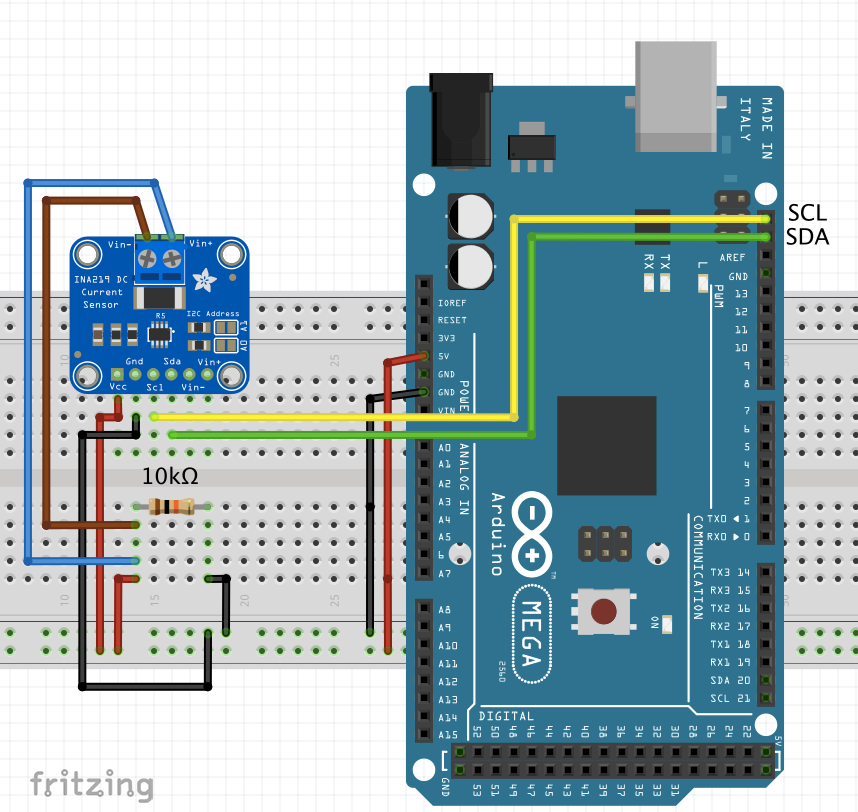 MADE IN
ITALY
SCL
SDA
Vin-
Vin+
INA219 DC
Current
Sensor
R5
I2C Address
A1
A0
Gnd
Sda
Vin+
Vcc
Scl
Vin-
10kΩ
10
15
20
25
10
15
20
25
RX
TX
L
PWM
AREF
GND
13
12
11
10
9
8
7
6
5
4
3
2
TX0 ◄ 1
RX0 ► 0
TX3 14
RX3 15
TX2 16
RX2 17
TX1 18
RX1 19
SDA 20
SCL 21
COMMUNICATION
IOREF
RESET
3V3
5V
GND
GND
VIN
POWE
A0
A1
A2
A3
A4
A5
6
A7
ANALOG IN
A8
A9
A10
A11
A12
A13
A14
A15
Arduino
TM
MEGA
2560
ON
DIGITAL
52
50
48
46
44
42
40
38
36
34
32
30
28
26
24
22
5V
GND
53
51
49
47
45
43
41
39
37
35
33
31
fritzing